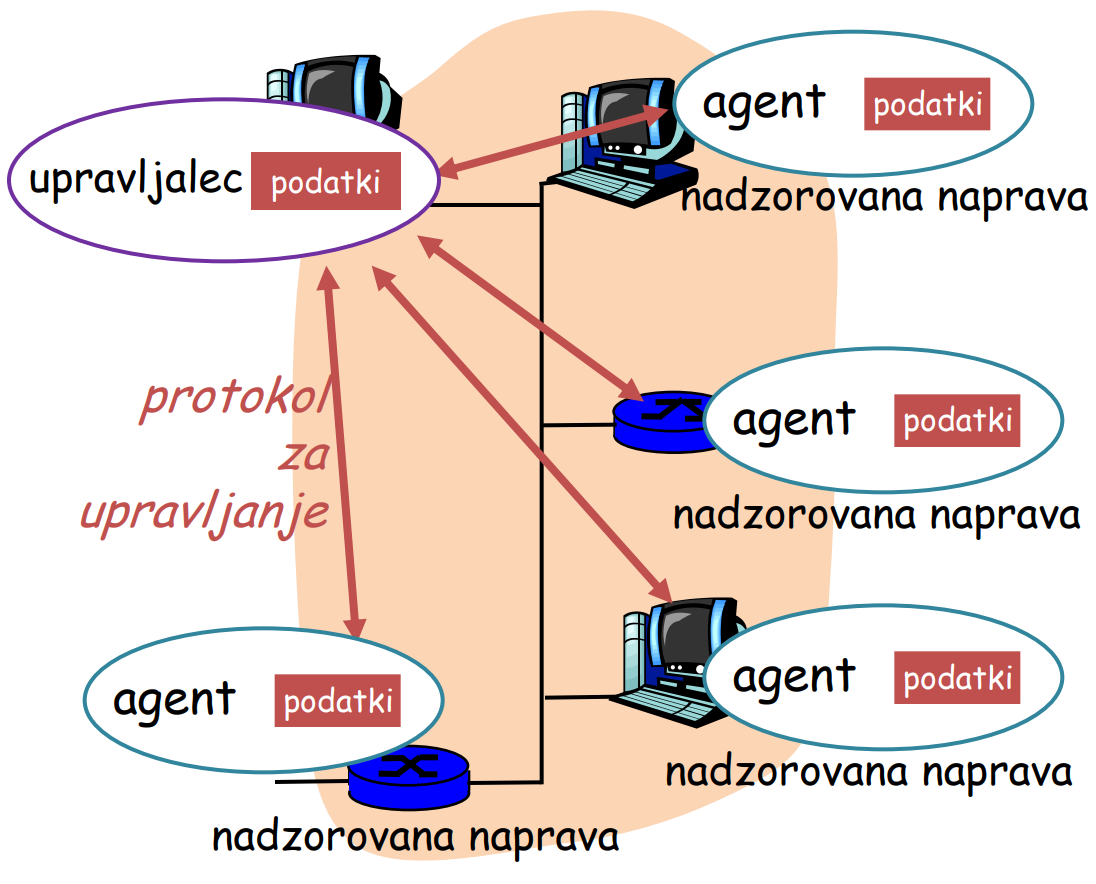 agent podatki
nadzorovana naprava
upravljalec podatki
protokol
za
upravljanje
agent podatki
nadzorovana naprava
agent podatki
nadzorovana naprava
agent podatki
nadzorovana naprava